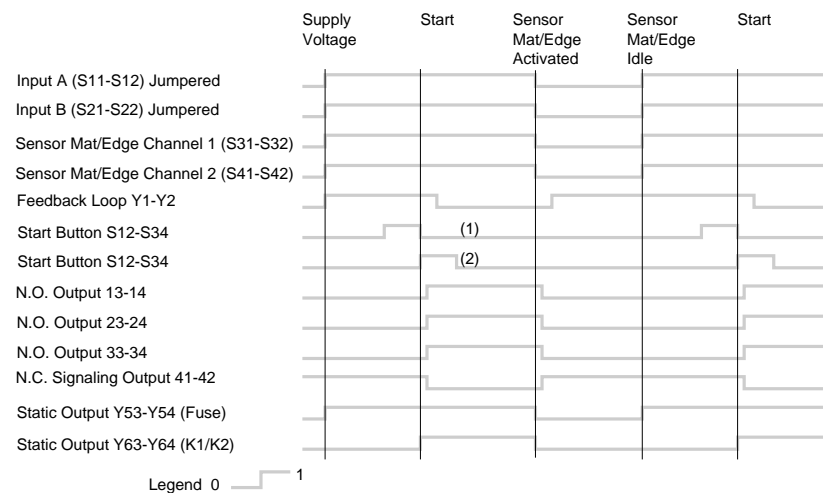 Supply Voltage
Start
Sensor Mat/Edge Activated
Sensor Mat/Edge Idle
Start
Input A (S11-S12) Jumpered
Input B (S21-S22) Jumpered
Sensor Mat/Edge Channel 1 (S31-S32)
Sensor Mat/Edge Channel 2 (S41-S42)
Feedback Loop Y1-Y2
Start Button S12-S34 (1)
Start Button S12-S34 (2)
N.O. Output 13-14
N.O. Output 23-24
N.O. Output 33-34
N.C. Signaling Output 41-42
Static Output Y53-Y54 (Fuse)
Static Output Y63-Y64 (K1/K2)
Legend 0 1